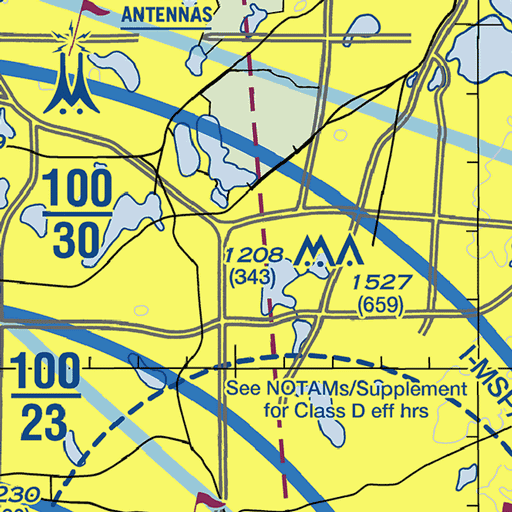 ANTENNAS
100
30
1208
(343)
1527
(659)
I-MSP
100
23
See NOTAMs/Supplement
for Class D eff hrs
230